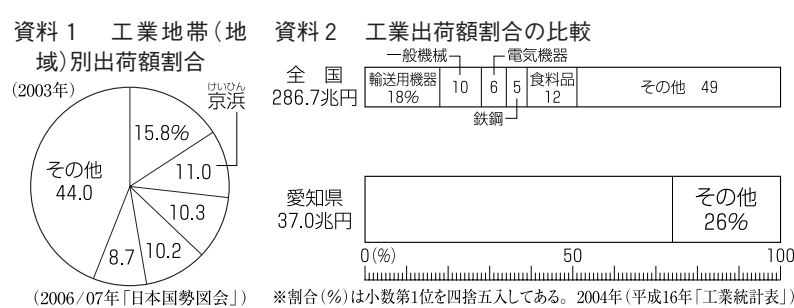 資料1 工業地帯(地
域)別出荷額割合
(2003年)
けいひん
京浜
15.8%
11.0
10.3
10.2
8.7
その他
44.0
(2006/07年「日本国勢図会」)
資料2 工業出荷額割合の比較
一般機械
電気機器
全国
286.7兆円
輸送用機器
18%
10
6
5
食料品
12
その他 49
鉄鋼
愛知県
37.0兆円
その他
26%
0(%) 50 100
※割合(%)は小数第1位を四捨五入してある。2004年(平成16年「工業統計表」)